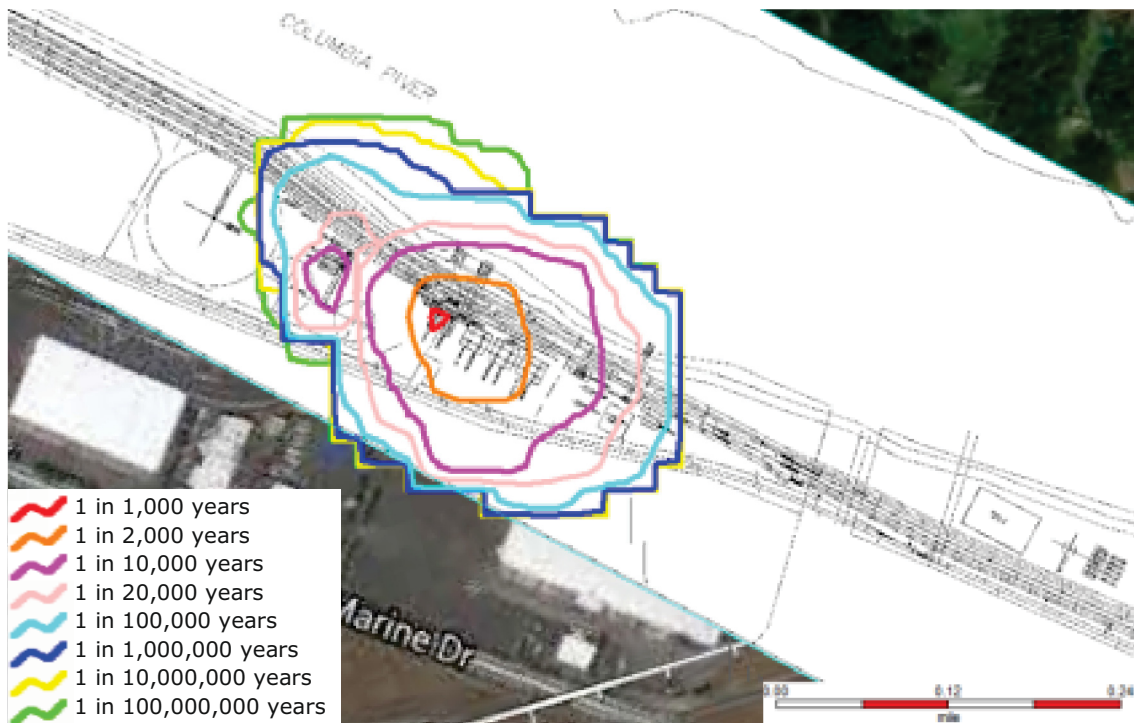 COLUMBIA RIVER
1 in 1,000 years
1 in 2,000 years
1 in 10,000 years
1 in 20,000 years
1 in 100,000 years
1 in 1,000,000 years
1 in 10,000,000 years
1 in 100,000,000 years
Marine Dr
0.00 0.12 0.24
mile